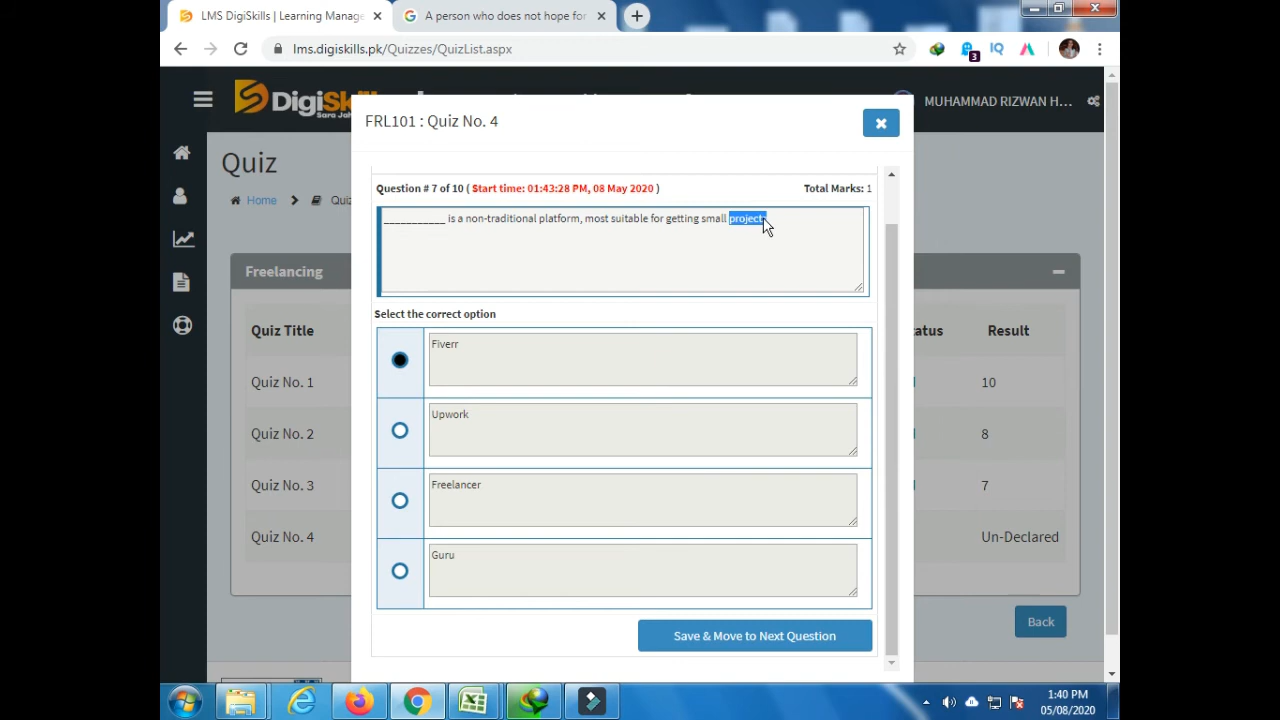 LMS DigiSkills | Learning Manage
A person who does not hope for
lms.digiskills.pk/Quizzes/QuizList.aspx
3
IQ
MUHAMMAD RIZWAN H...
FRL101 : Quiz No. 4
Quiz
Home
Question # 7 of 10 ( Start time: 01:43:28 PM, 08 May 2020 )
Total Marks: 1
___________ is a non-traditional platform, most suitable for getting small project
Select the correct option
Fiverr
Upwork
Freelancer
Guru
Save & Move to Next Question
Freelancing
Quiz Title
Result
Quiz No. 1
10
Quiz No. 2
8
Quiz No. 3
7
Quiz No. 4
Un-Declared
Back
1:40 PM
05/08/2020